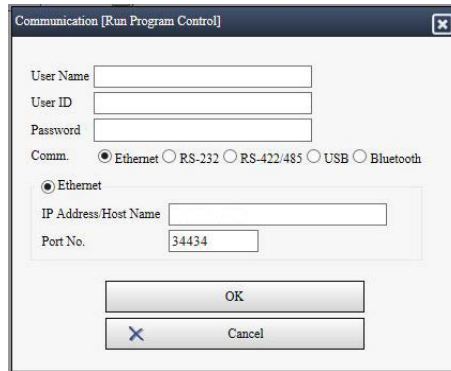 Communication [Run Program Control]
User Name
User ID
Password
Comm. Ethernet RS-232 RS-422/485 USB Bluetooth
Ethernet
IP Address/Host Name
Port No. 34434
OK
Cancel